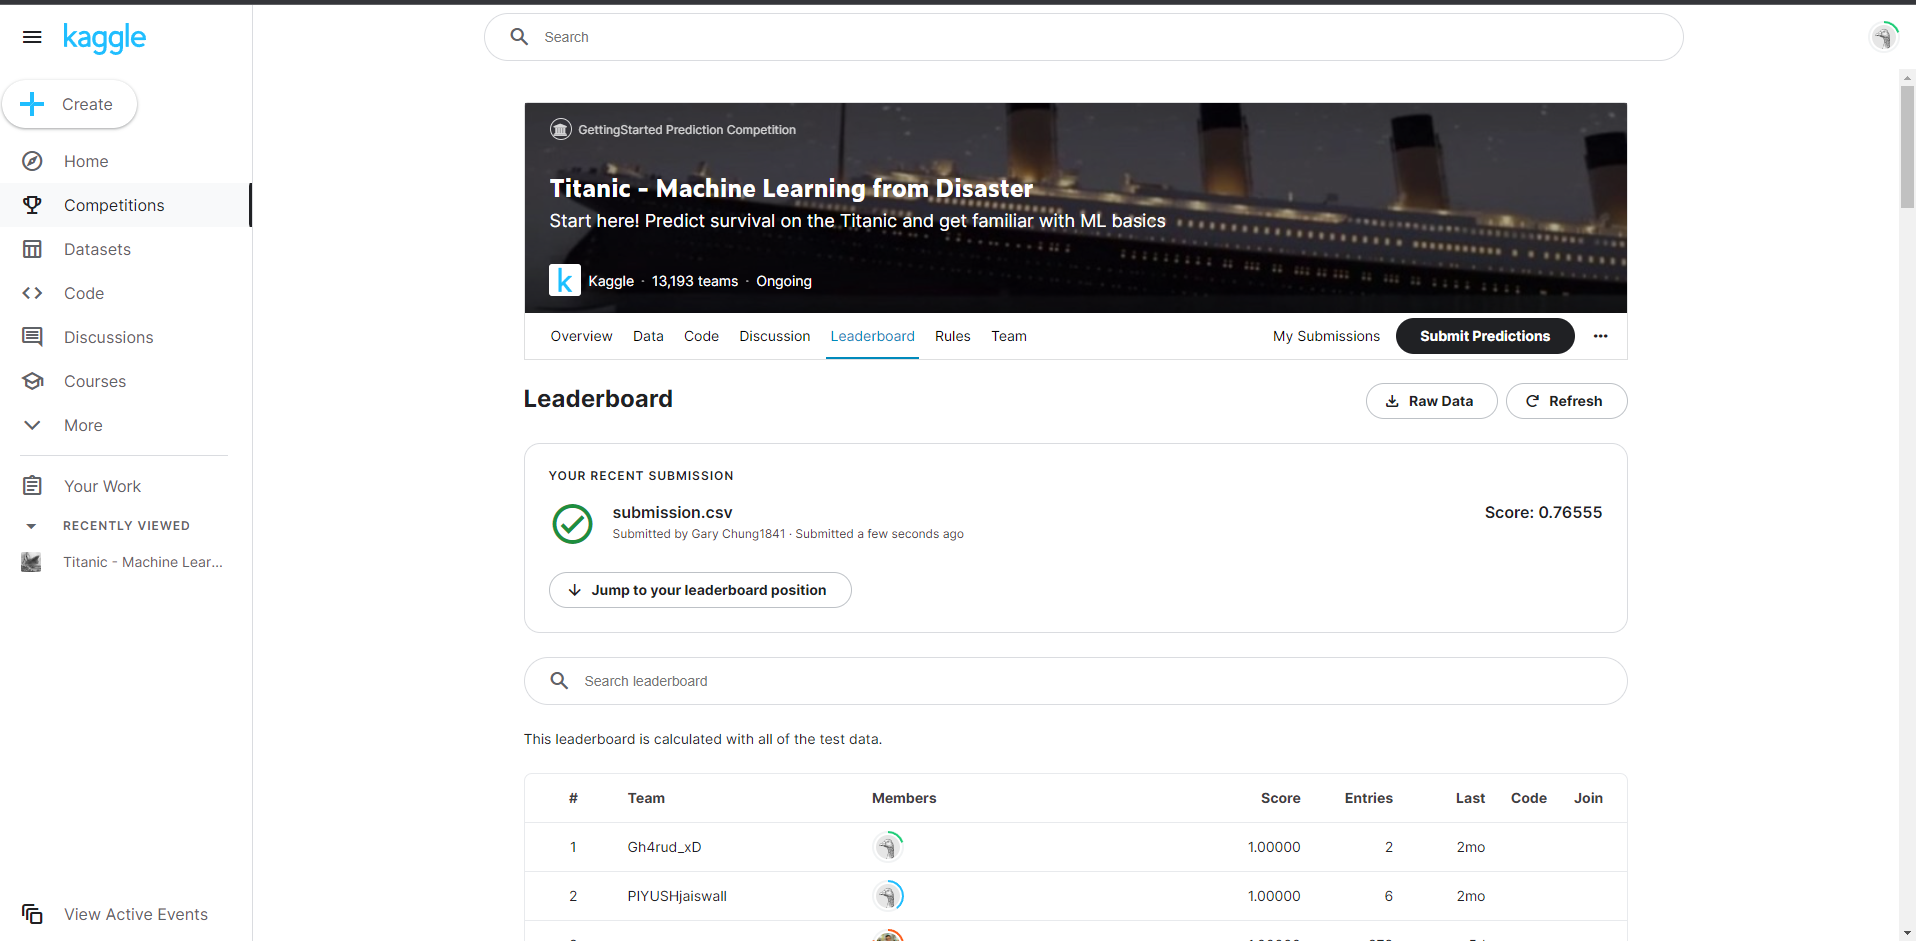 kaggle
Search
Create
Home
Competitions
Datasets
Code
Discussions
Courses
More
Your Work
RECENTLY VIEWED
Titanic - Machine Lear...
View Active Events
GettingStarted Prediction Competition
Titanic - Machine Learning from Disaster
Start here! Predict survival on the Titanic and get familiar with ML basics
k Kaggle · 13,193 teams · Ongoing
Overview Data Code Discussion Leaderboard Rules Team My Submissions Submit Predictions
Leaderboard
Raw Data Refresh
YOUR RECENT SUBMISSION
submission.csv Score: 0.76555
Submitted by Gary Chung1841 · Submitted a few seconds ago
Jump to your leaderboard position
Search leaderboard
This leaderboard is calculated with all of the test data.
# Team Members Score Entries Last Code Join
1 Gh4rud_xD 1.00000 2 2mo
2 PIYUSHjaiswall 1.00000 6 2mo